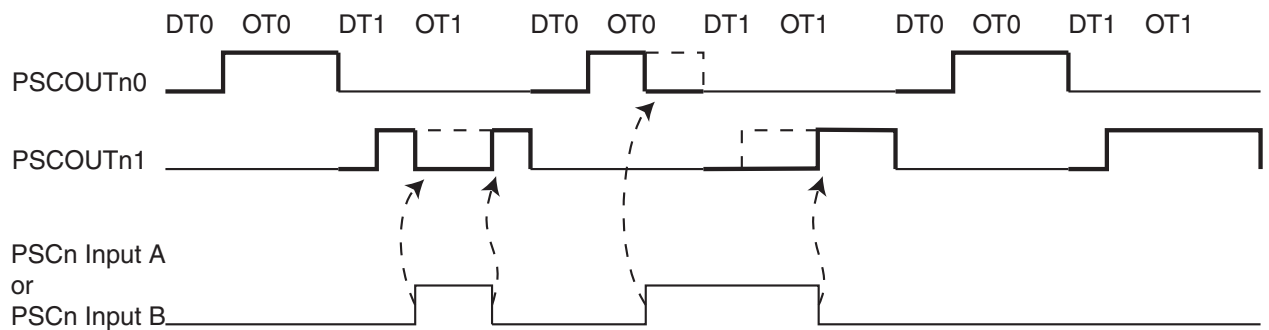 DT0 OT0 DT1 OT1 DT0 OT0 DT1 OT1 DT0 OT0 DT1 OT1
PSCOUTn0
PSCOUTn1
PSCn Input A
or
PSCn Input B